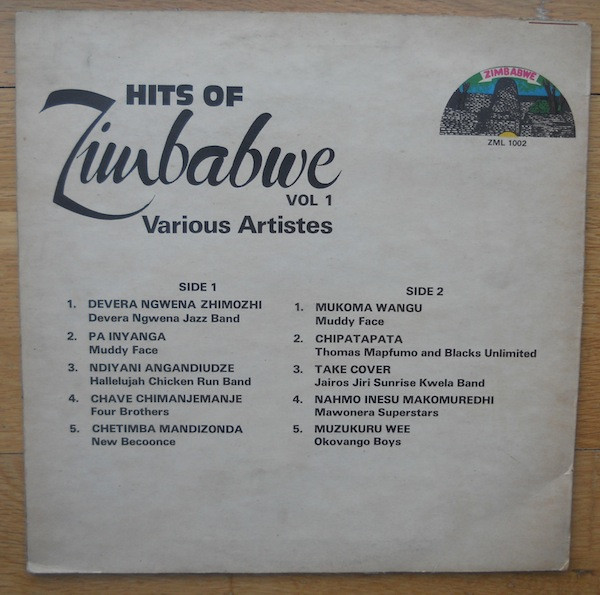 HITS OF
Zimbabwe
VOL 1
Various Artistes
ZIMBABWE
ZML 1002
SIDE 1
1. DEVERA NGWENA ZHIMOZHI
Devera Ngwena Jazz Band
2. PA INYANGA
Muddy Face
3. NDIYANI ANGANDIUDZE
Hallelujah Chicken Run Band
4. CHAVE CHIMANJEMANJE
Four Brothers
5. CHETIMBA MANDIZONDA
New Becoonce
SIDE 2
1. MUKOMA WANGU
Muddy Face
2. CHIPATAPATA
Thomas Mapfumo and Blacks Unlimited
3. TAKE COVER
Jairos Jiri Sunrise Kwela Band
4. NAHMO INESU MAKOMUREDHI
Mawonera Superstars
5. MUZUKURU WEE
Okovango Boys